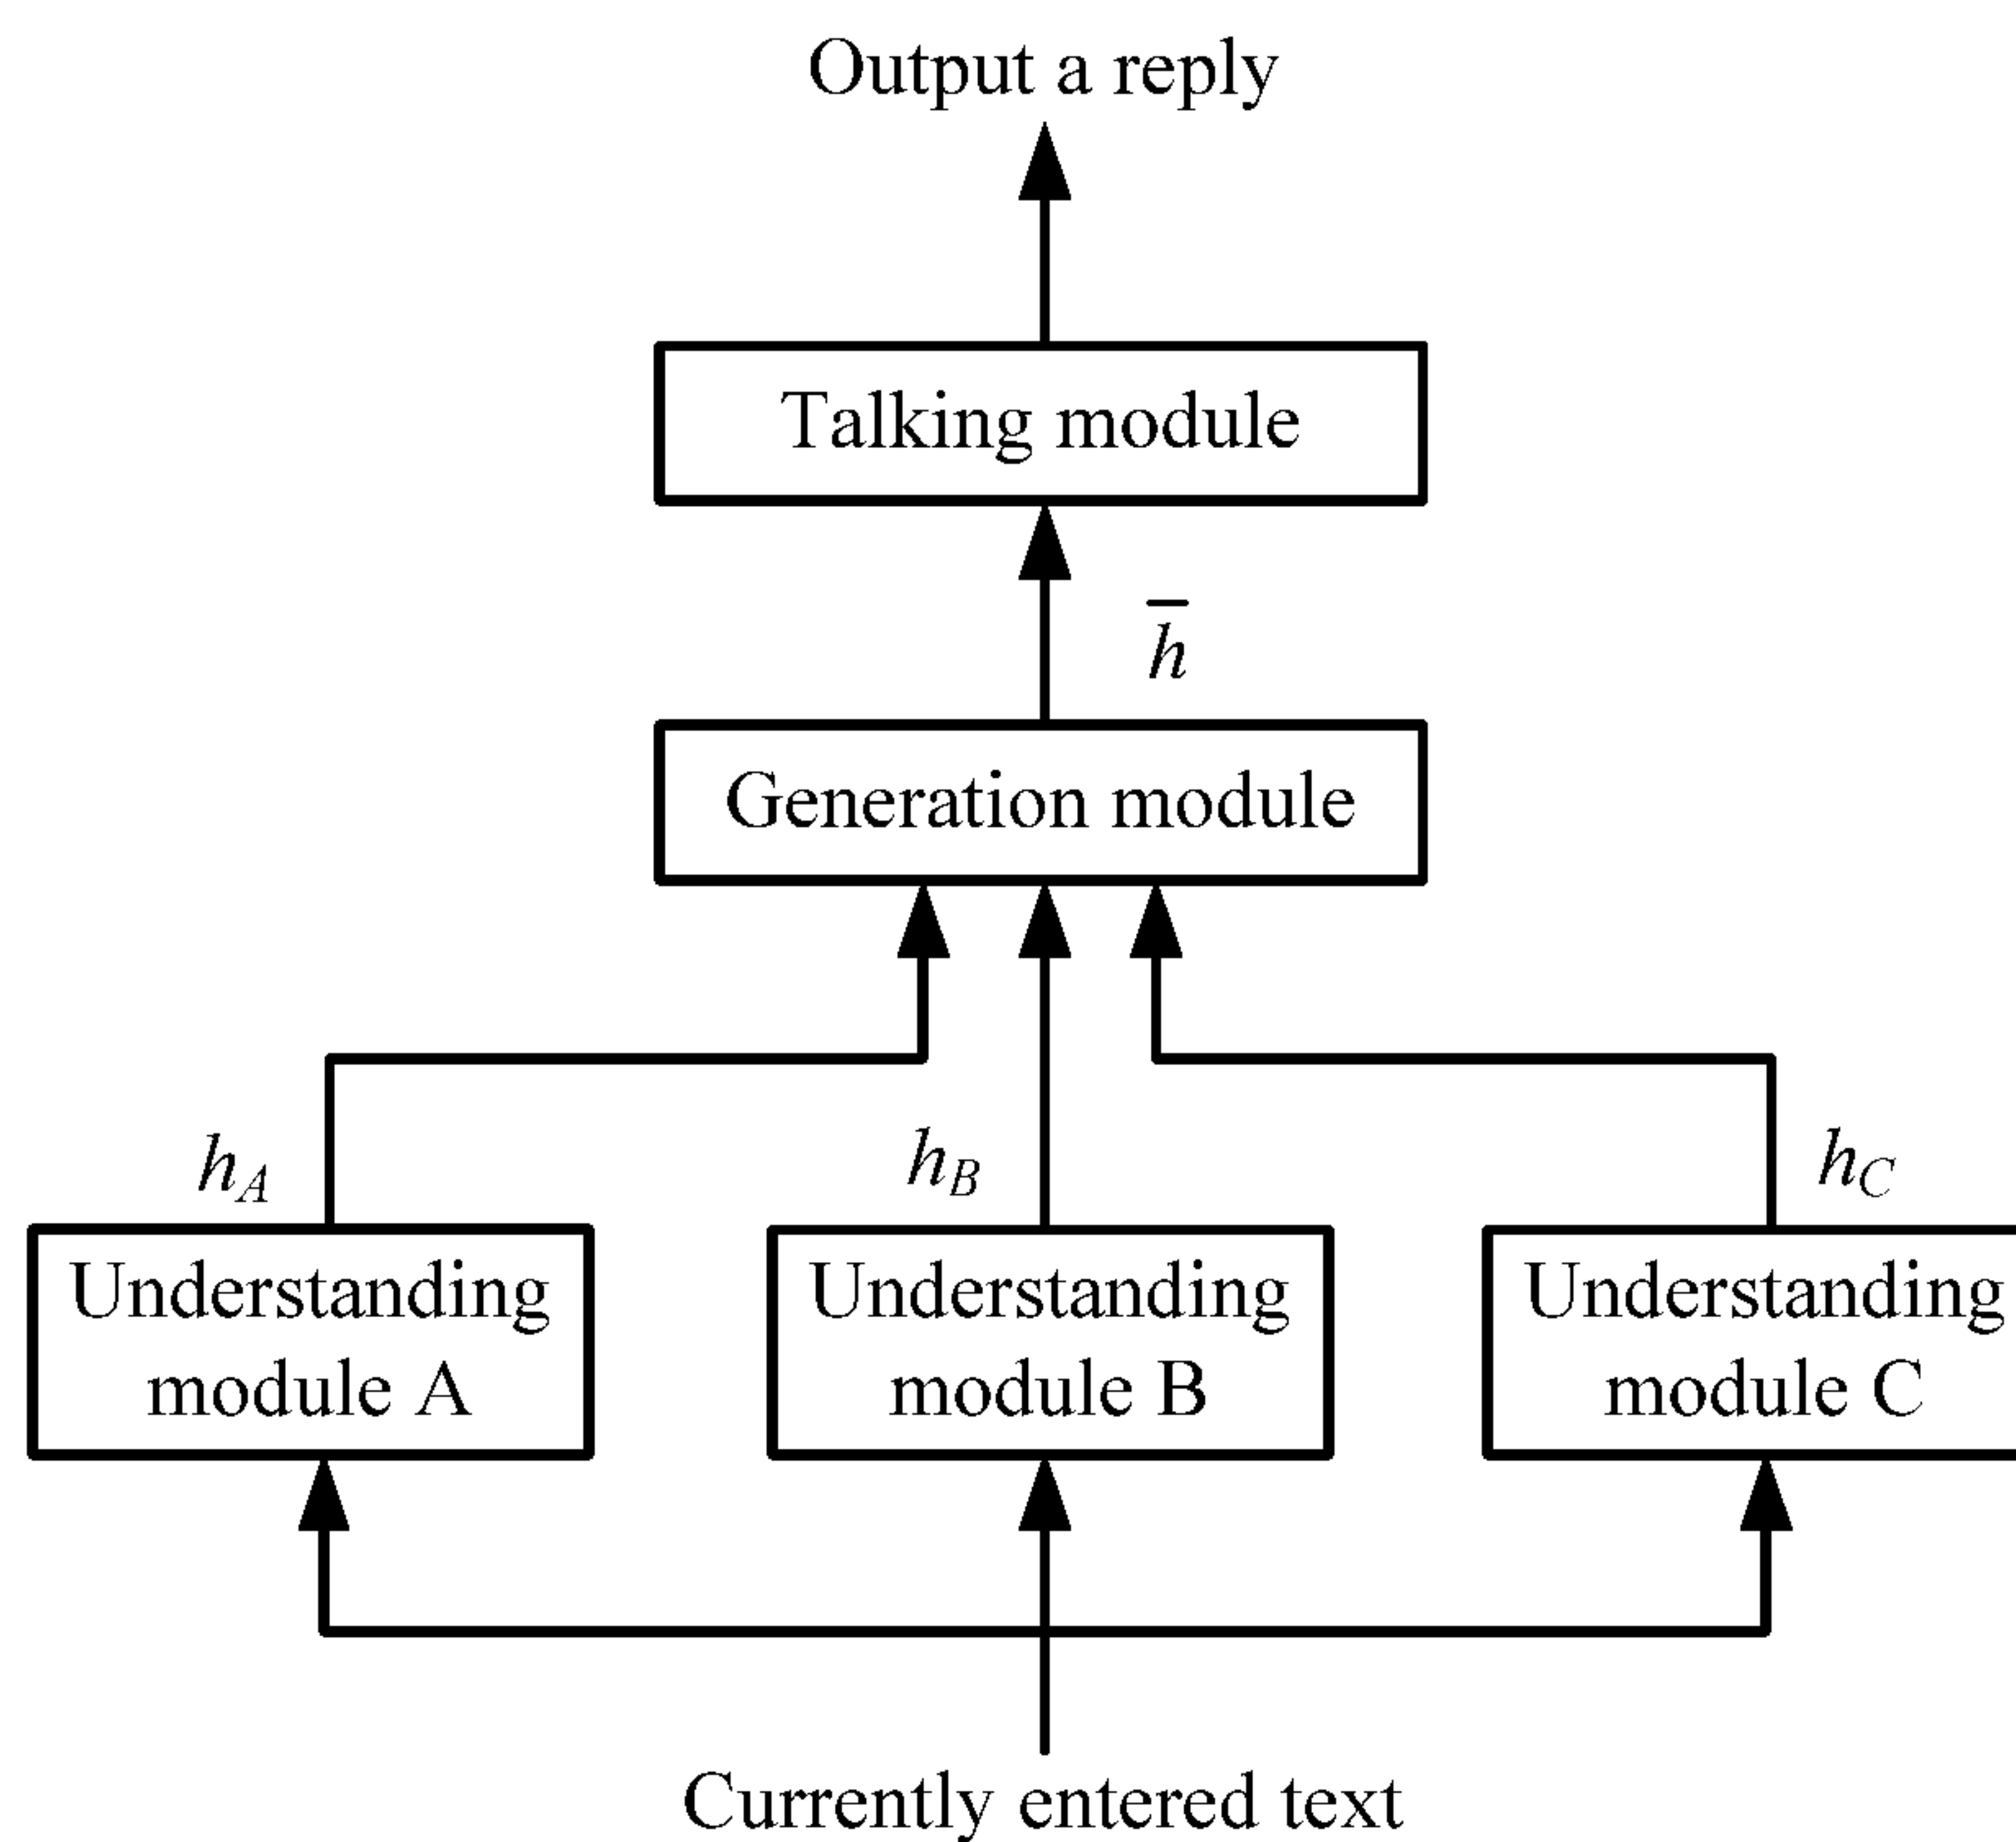 Output a reply
Talking module
h̅
Generation module
h_A h_B h_C
Understanding
module A
Understanding
module B
Understanding
module C
Currently entered text